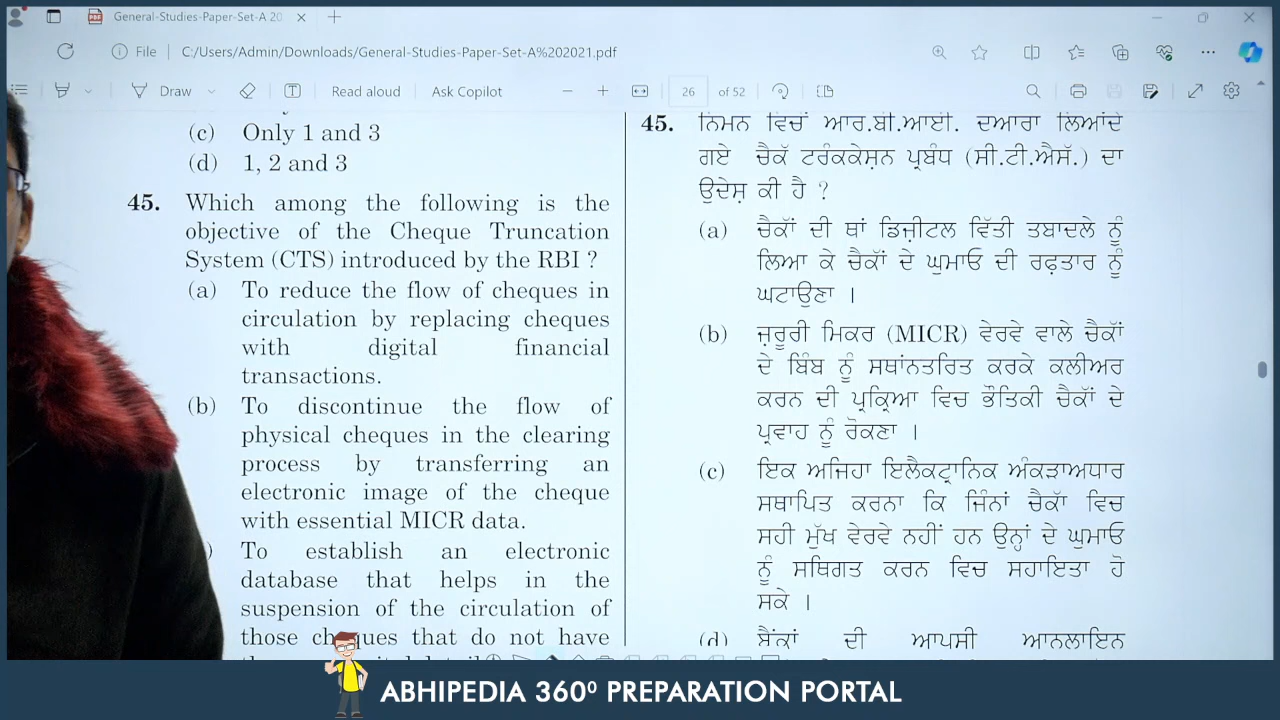 General-Studies-Paper-Set-A 20
File
C:/Users/Admin/Downloads/General-Studies-Paper-Set-A%202021.pdf
Draw
Read aloud
Ask Copilot
26
of 52
(c) Only 1 and 3
(d) 1, 2 and 3
45. Which among the following is the
objective of the Cheque Truncation
System (CTS) introduced by the RBI ?
(a) To reduce the flow of cheques in
circulation by replacing cheques
with digital financial
transactions.
(b) To discontinue the flow of
physical cheques in the clearing
process by transferring an
electronic image of the cheque
with essential MICR data.
) To establish an electronic
database that helps in the
suspension of the circulation of
those cheques that do not have
45. ਨਿਮਨ ਵਿਚੋਂ ਆਰ.ਬੀ.ਆਈ. ਦੁਆਰਾ ਲਿਆਂਦੇ
ਗਏ ਚੈਕੱ ਟਰੰਕਕੇਸ਼ਨ ਪ੍ਰਬੰਧ (ਸੀ.ਟੀ.ਐਸੱ.) ਦਾ
ਉਦੇਸ਼ ਕੀ ਹੈ ?
(a) ਚੈਕਾੱਂ ਦੀ ਥਾਂ ਡਿਜ਼ੀਟਲ ਵਿੱਤੀ ਤਬਾਦਲੇ ਨੂੰ
ਲਿਆ ਕੇ ਚੈਕਾੱਂ ਦੇ ਘੁਮਾਓ ਦੀ ਰਫ਼ਤਾਰ ਨੂੰ
ਘਟਾਉਣਾ ।
(b) ਜ਼ਰੂਰੀ ਮਿਕਰ (MICR) ਵੇਰਵੇ ਵਾਲੇ ਚੈਕਾੱਂ
ਦੇ ਬਿੰਬ ਨੂੰ ਸਥਾਂਨਤਰਿਤ ਕਰਕੇ ਕਲੀਅਰ
ਕਰਨ ਦੀ ਪ੍ਰਕ੍ਰਿਆ ਵਿਚ ਭੌਤਿਕੀ ਚੈਕਾੱਂ ਦੇ
ਪ੍ਰਵਾਹ ਨੂੰ ਰੋਕਣਾ ।
(c) ਇਕ ਅਜਿਹਾ ਇਲੈਕਟ੍ਰਾਨਿਕ ਅੰਕੜਾਅਧਾਰ
ਸਥਾਪਿਤ ਕਰਨਾ ਕਿ ਜਿੰਨਾਂ ਚੈਕਾੱ ਵਿਚ
ਸਹੀ ਮੁੱਖ ਵੇਰਵੇ ਨਹੀਂ ਹਨ ਉਨ੍ਹਾਂ ਦੇ ਘੁਮਾਓ
ਨੂੰ ਸਥਿਗਤ ਕਰਨ ਵਿਚ ਸਹਾਇਤਾ ਹੋ
ਸਕੇ ।
(d) ਬੈਂਕਾਂ ਦੀ ਆਪਸੀ ਆਨਲਾਇਨ
ABHIPEDIA 360⁰ PREPARATION PORTAL